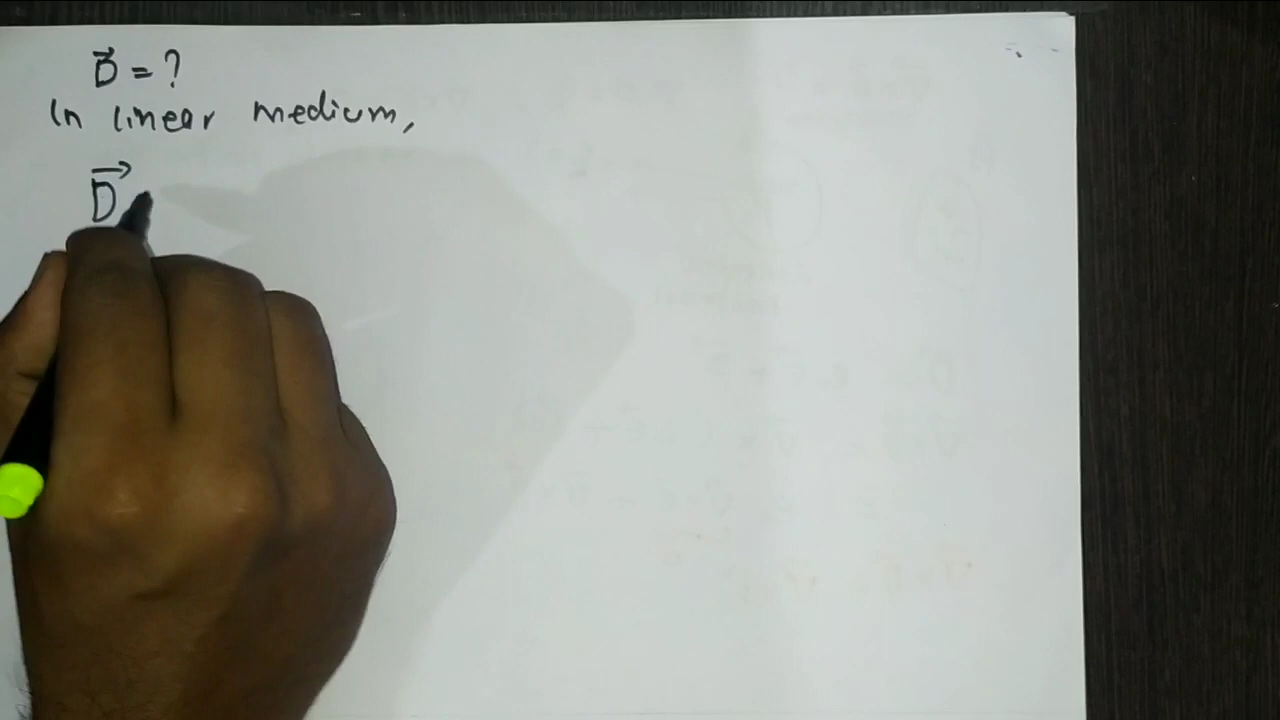 D⃗ = ?
In linear medium,
D⃗